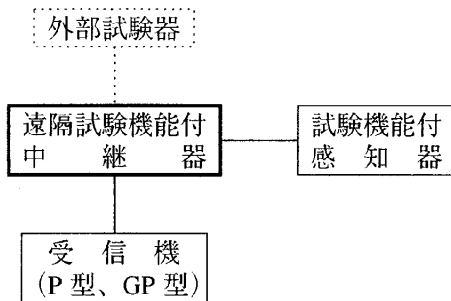 外部試験器
遠隔試験機能付
中継器
試験機能付
感知器
受信機
(P型、GP型)